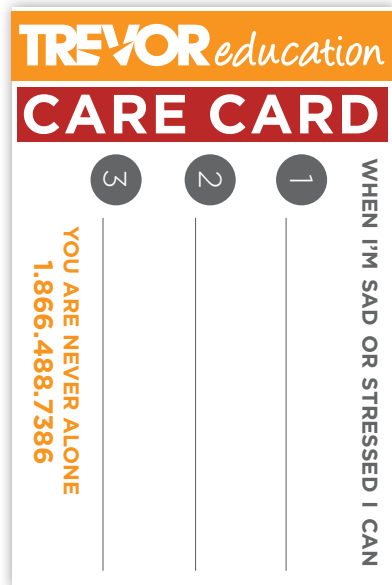 TREVOR education
CARE CARD
WHEN I'M SAD OR STRESSED I CAN
1
2
3
YOU ARE NEVER ALONE
1.866.488.7386